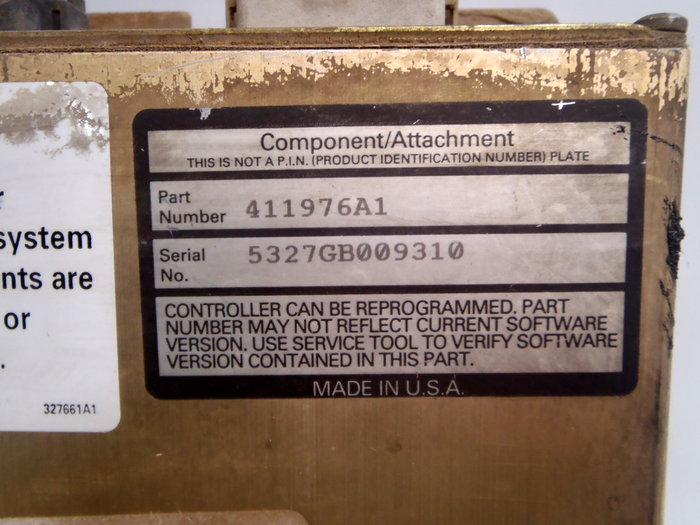 Component/Attachment
THIS IS NOT A P.I.N. (PRODUCT IDENTIFICATION NUMBER) PLATE
Part
Number 411976A1
Serial
No. 5327GB009310
CONTROLLER CAN BE REPROGRAMMED. PART
NUMBER MAY NOT REFLECT CURRENT SOFTWARE
VERSION. USE SERVICE TOOL TO VERIFY SOFTWARE
VERSION CONTAINED IN THIS PART.
MADE IN U.S.A.
system
nts are
or
.
327661A1